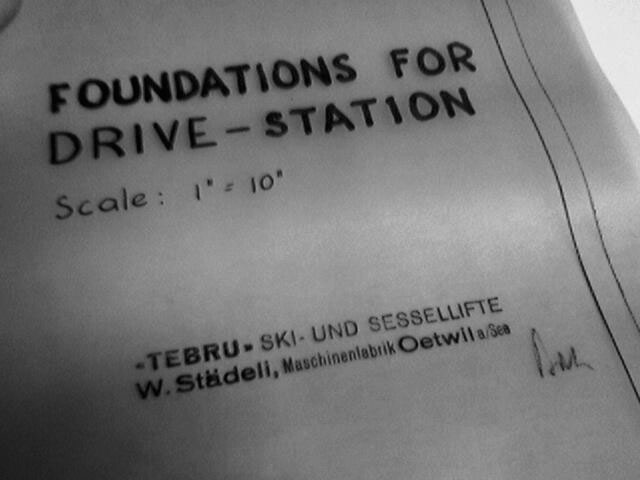 FOUNDATIONS FOR
DRIVE-STATION
Scale: 1" = 10"
«TEBRU» SKI- UND SESSELLIFTE
W. Städeli, Maschinenfabrik Oetwil a/See